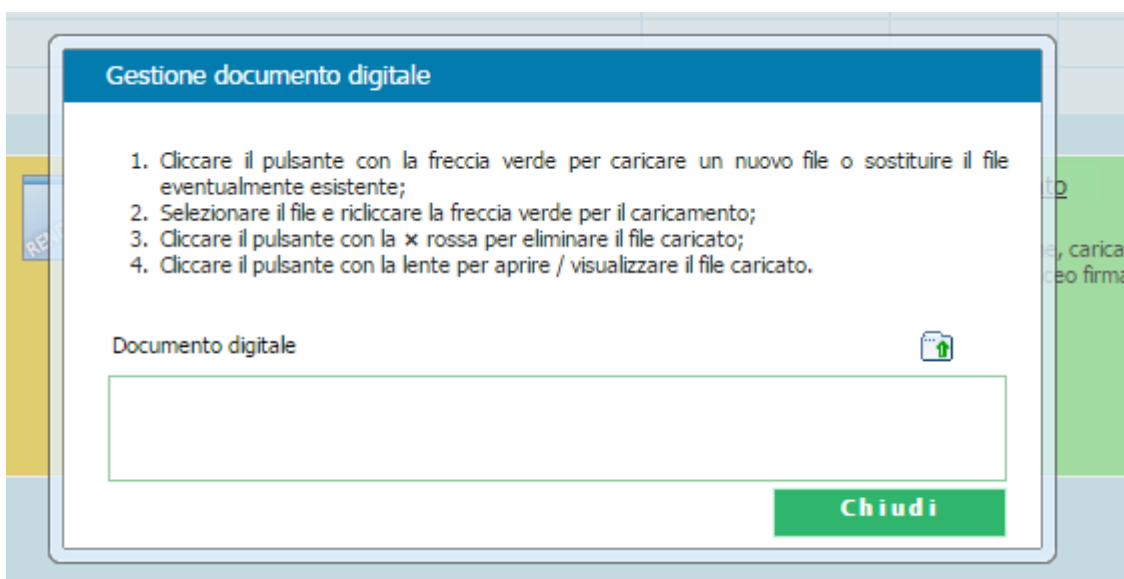 Gestione documento digitale
1. Cliccare il pulsante con la freccia verde per caricare un nuovo file o sostituire il file
eventualmente esistente;
2. Selezionare il file e ricliccare la freccia verde per il caricamento;
3. Cliccare il pulsante con la × rossa per eliminare il file caricato;
4. Cliccare il pulsante con la lente per aprire / visualizzare il file caricato.
Documento digitale
Chiudi